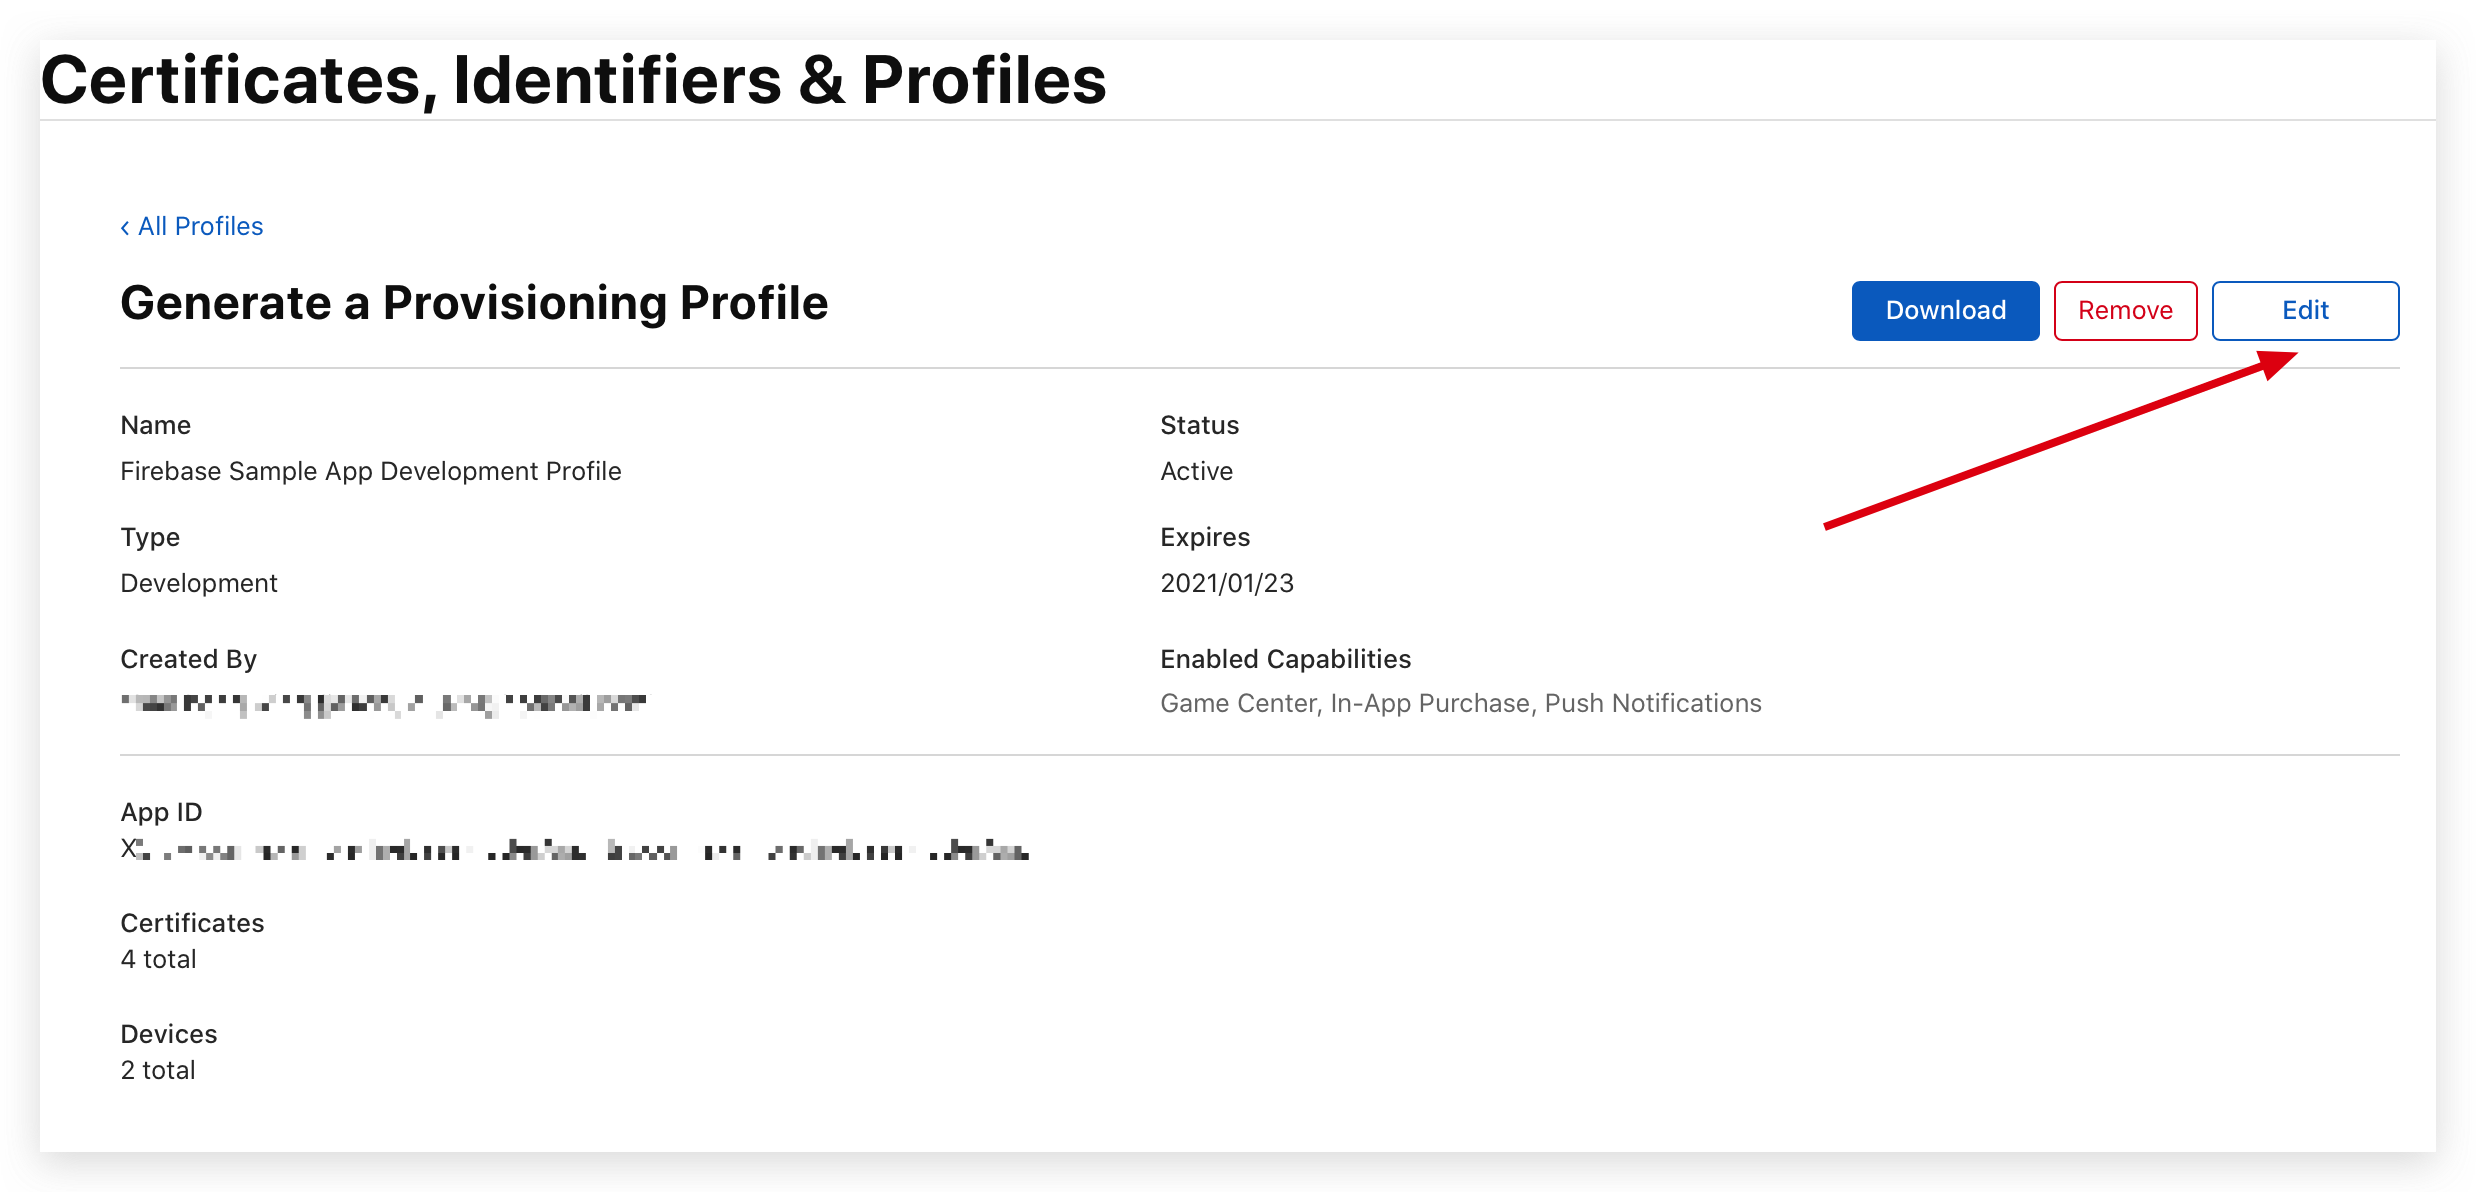 Certificates, Identifiers & Profiles
‹ All Profiles
Generate a Provisioning Profile
Download
Remove
Edit
Name
Firebase Sample App Development Profile
Status
Active
Type
Development
Expires
2021/01/23
Created By
Enabled Capabilities
Game Center, In-App Purchase, Push Notifications
App ID
X
Certificates
4 total
Devices
2 total